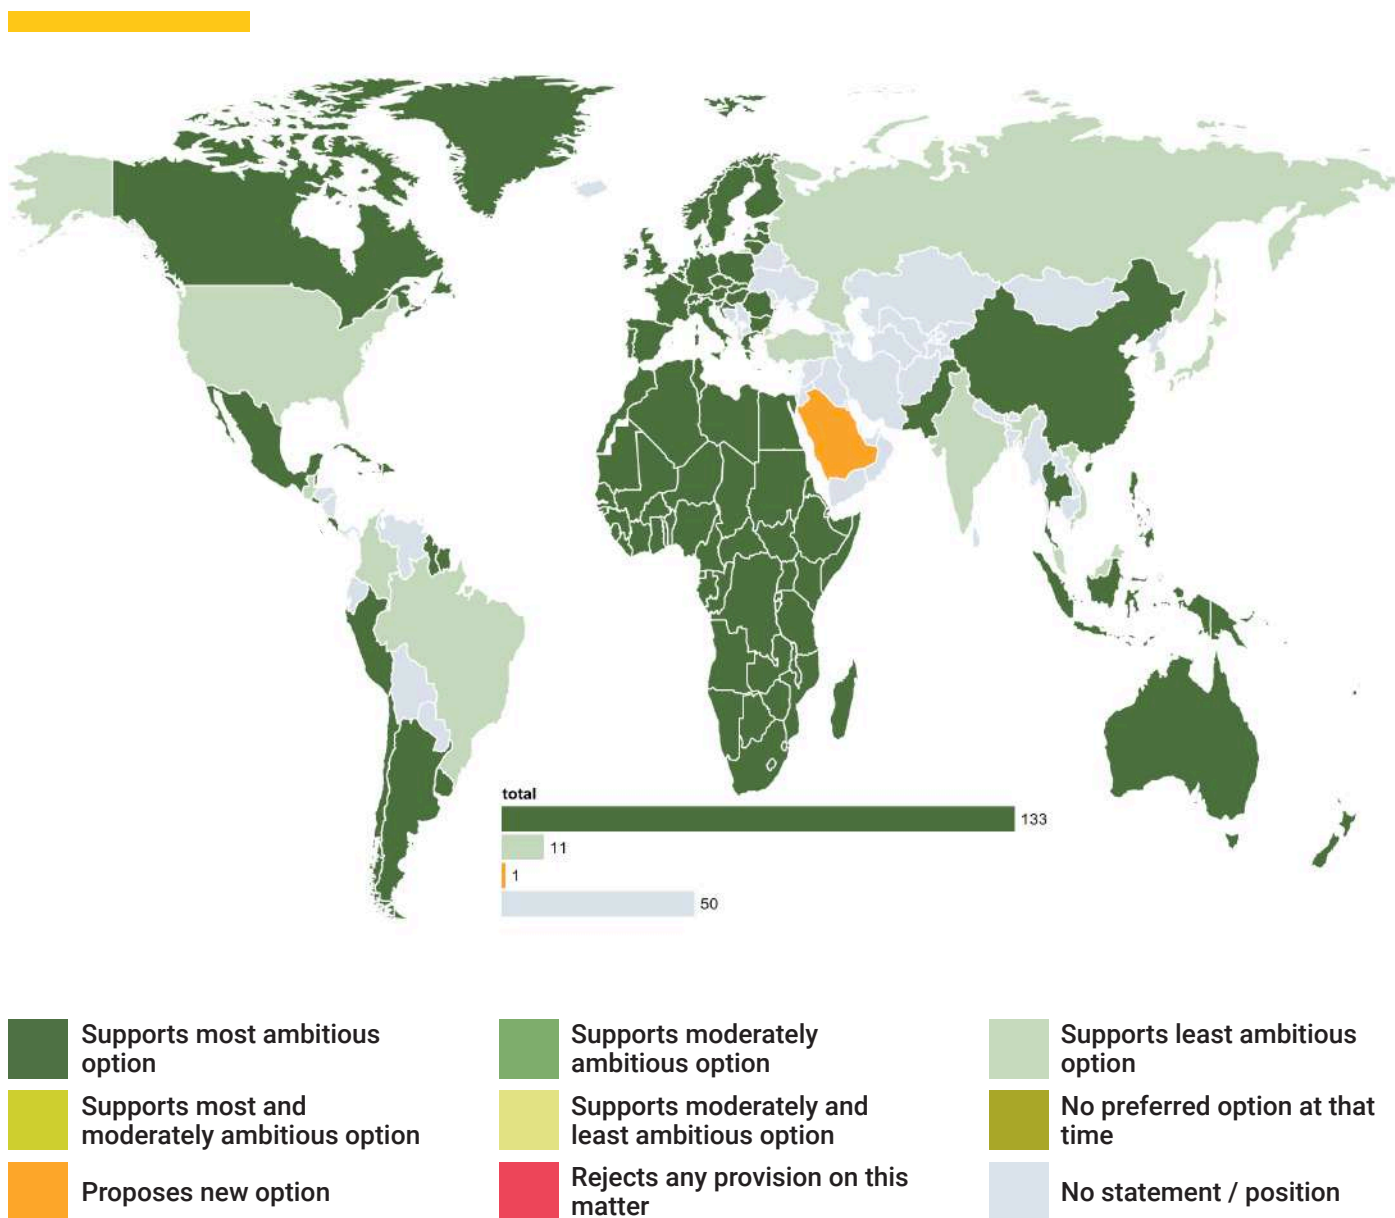 total
133
11
1
50
Supports most ambitious
option
Supports moderately
ambitious option
Supports least ambitious
option
Supports most and
moderately ambitious option
Supports moderately and
least ambitious option
No preferred option at that
time
Proposes new option
Rejects any provision on this
matter
No statement / position